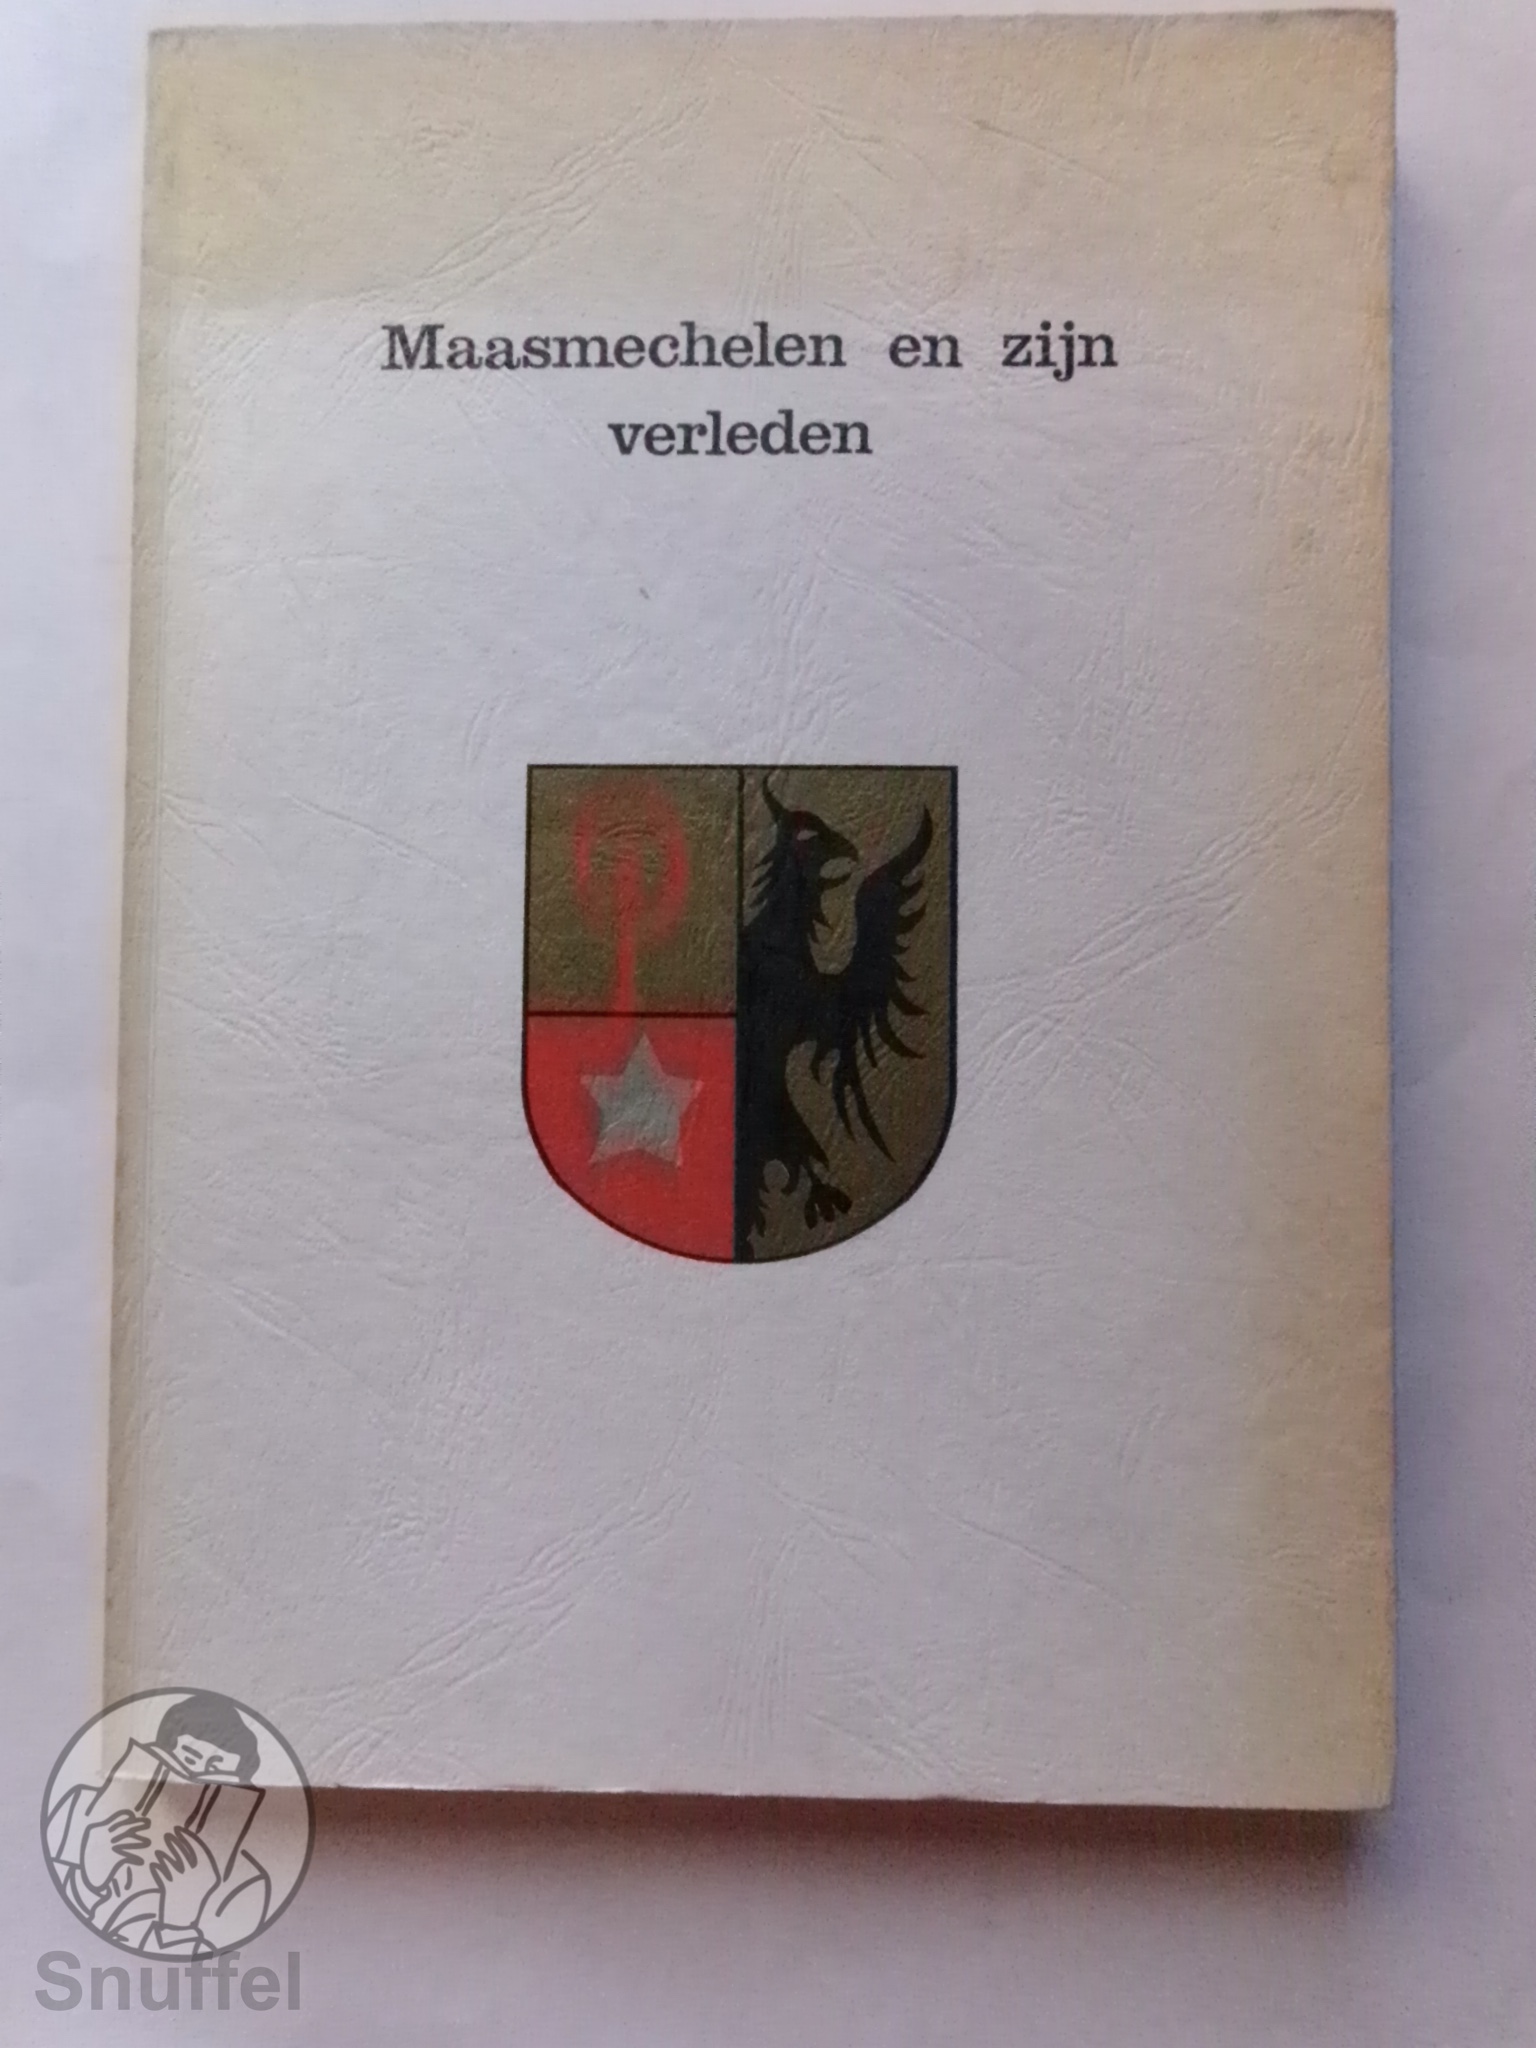 Maasmechelen en zijn
verleden
Snuffel